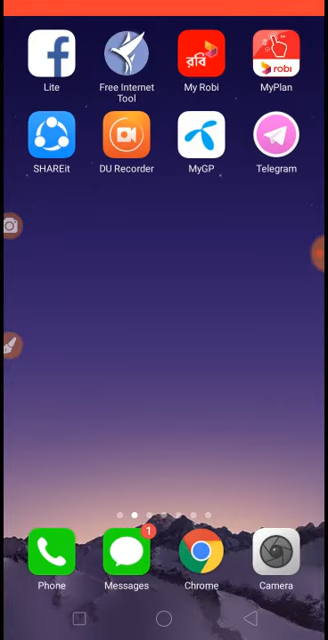 রবি
robi
Lite
Free Internet
Tool
My Robi
MyPlan
SHAREit
DU Recorder
MyGP
Telegram
1
Phone
Messages
Chrome
Camera